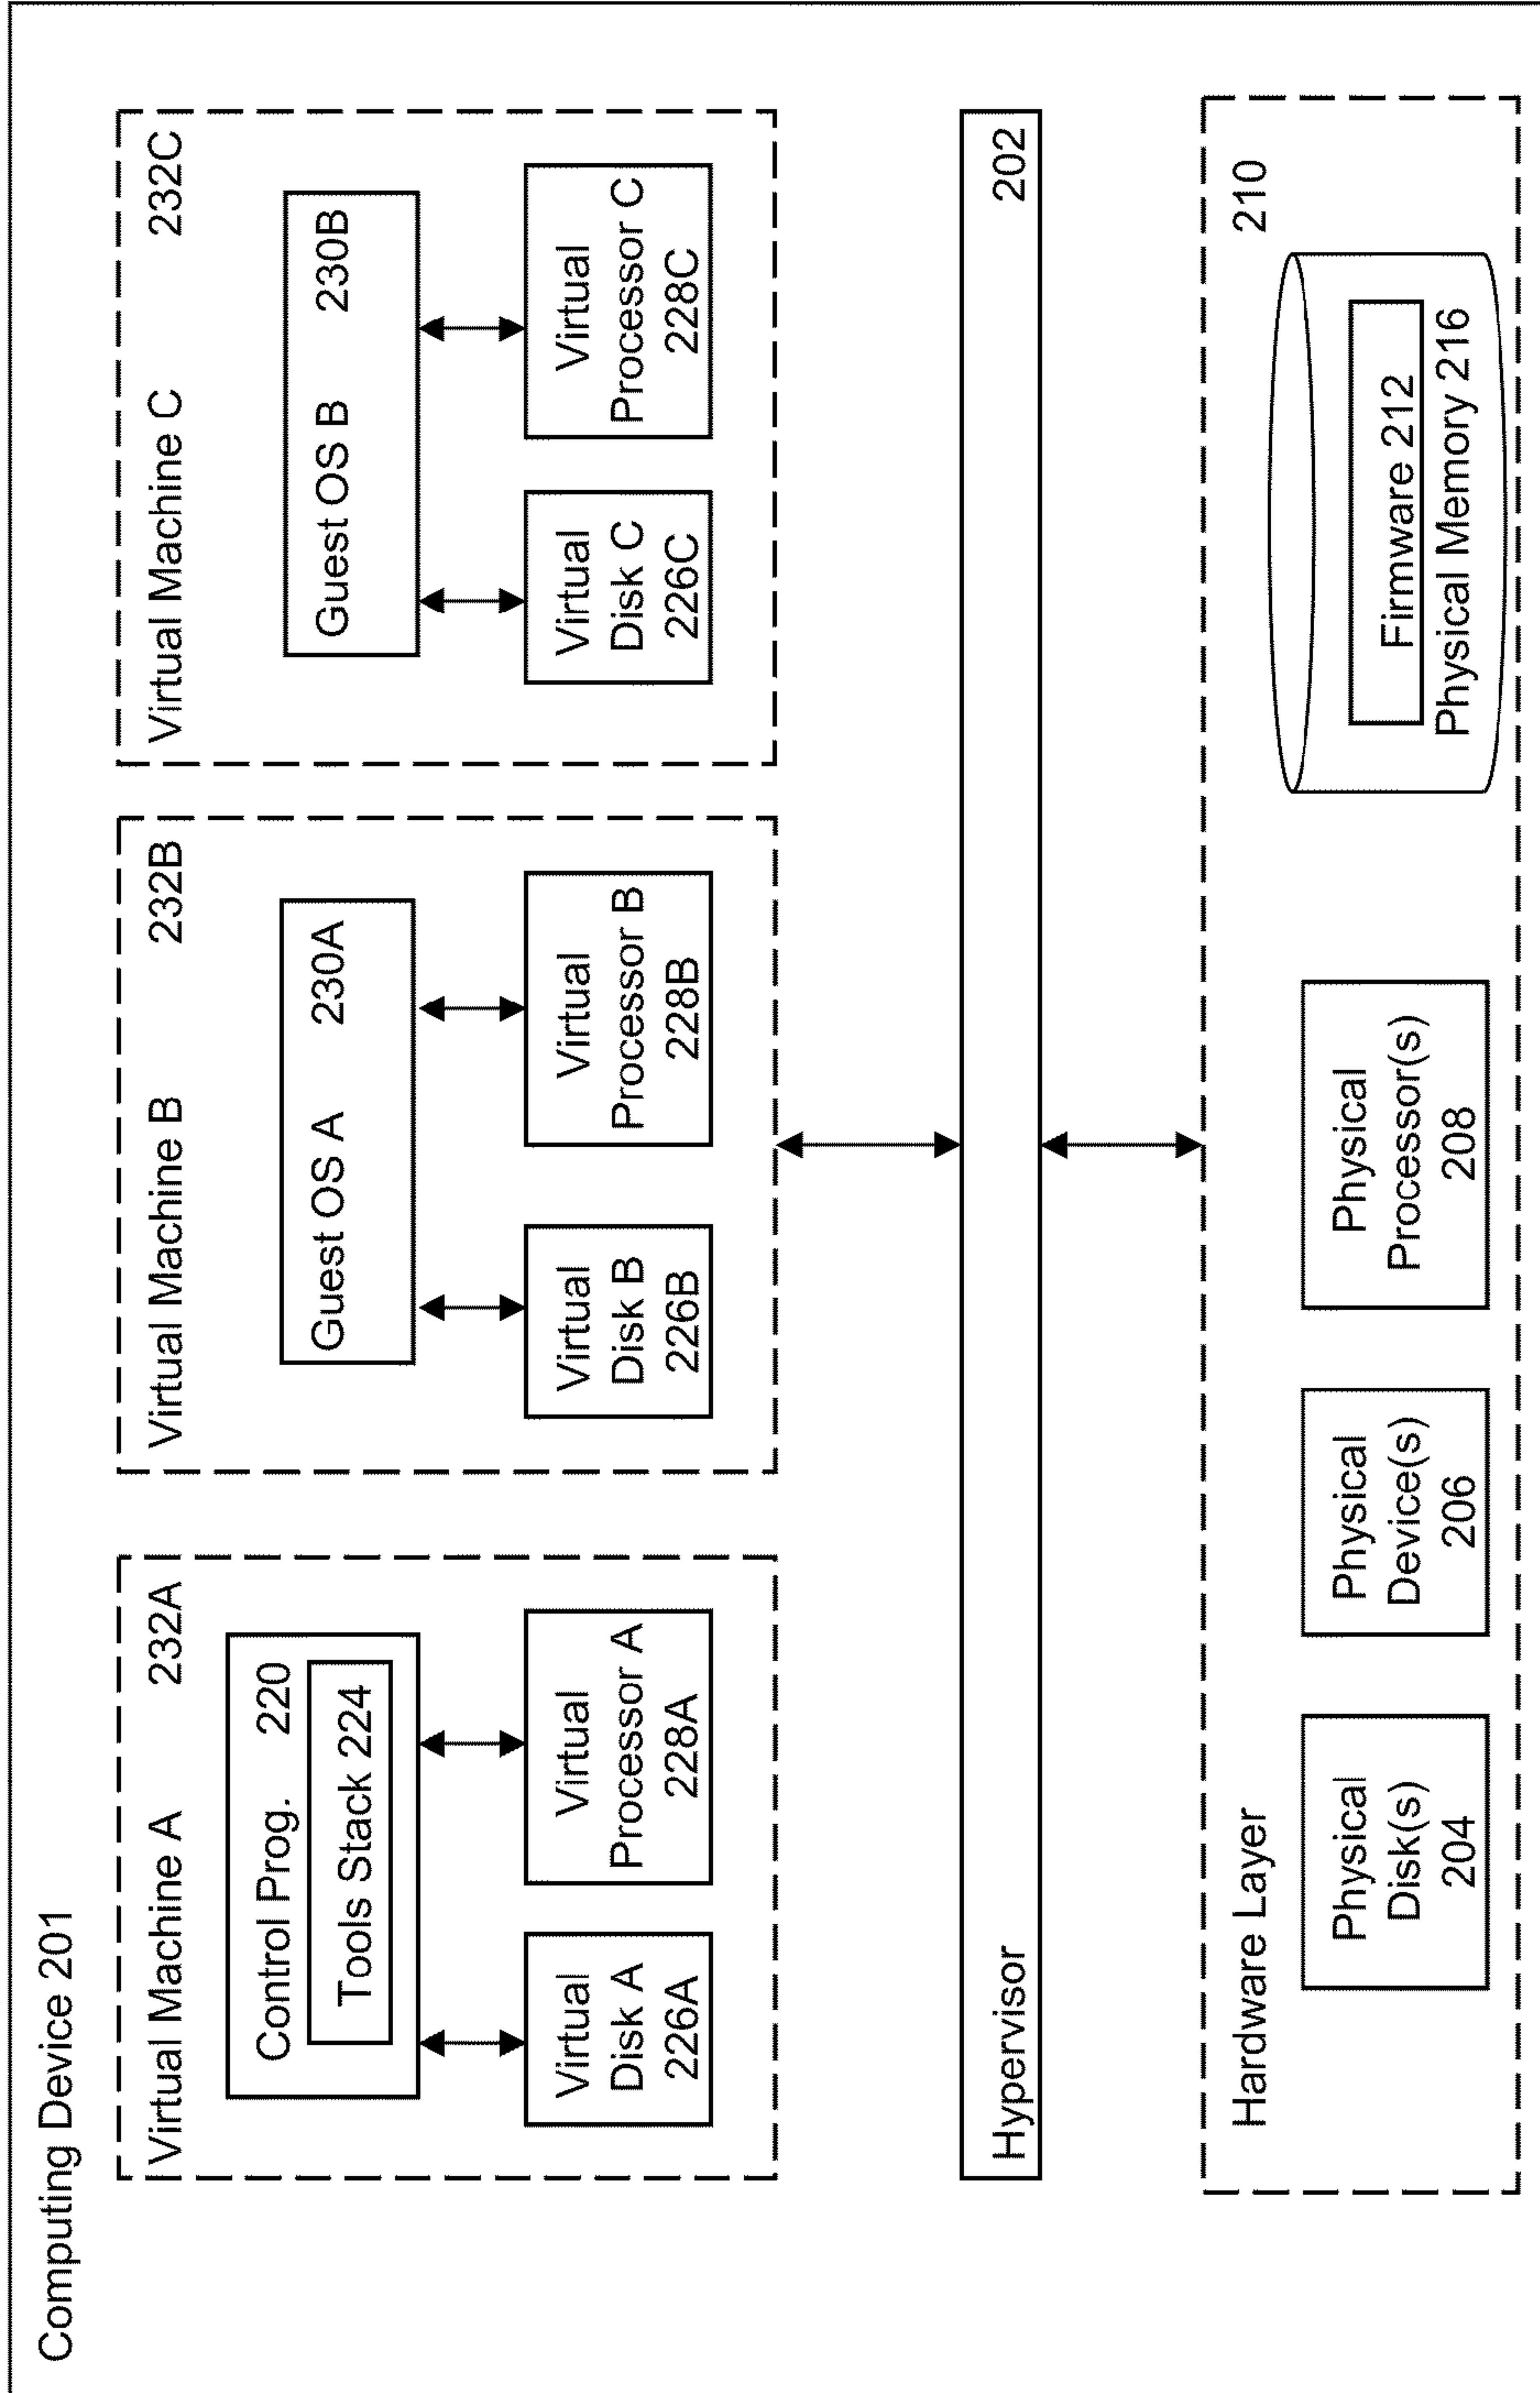 Computing Device 201
Virtual Machine A 232A
Control Prog. 220
Tools Stack 224
Virtual
Disk A
226A
Virtual
Processor A
228A
Virtual Machine B 232B
Guest OS A 230A
Virtual
Disk B
226B
Virtual
Processor B
228B
Virtual Machine C 232C
Guest OS B 230B
Virtual
Disk C
226C
Virtual
Processor C
228C
Hypervisor 202
Hardware Layer 210
Physical
Disk(s)
204
Physical
Device(s)
206
Physical
Processor(s)
208
Firmware 212
Physical Memory 216